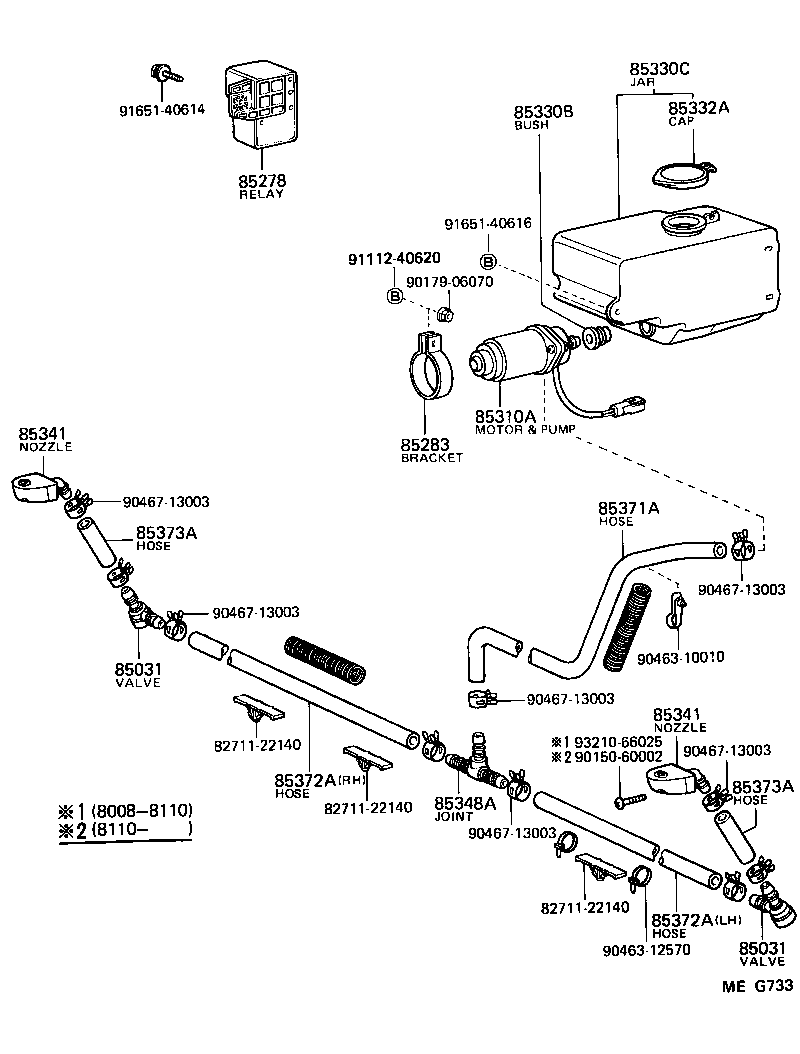 85330C
JAR
85332A
CAP
91651-40614
85330B
BUSH
85278
RELAY
91651-40616
B
91112-40620
B
90179-06070
85310A
MOTOR & PUMP
85283
BRACKET
85341
NOZZLE
90467-13003
85373A
HOSE
85371A
HOSE
90467-13003
90467-13003
85031
VALVE
90463-10010
90467-13003
85341
NOZZLE
82711-22140
※1 93210-66025
※2 90150-60002
90467-13003
85372A(RH)
HOSE
82711-22140
85348A
JOINT
85373A
HOSE
※1 (8008-8110)
※2 (8110-      )
90467-13003
82711-22140
85372A(LH)
HOSE
90463-12570
85031
VALVE
ME G733